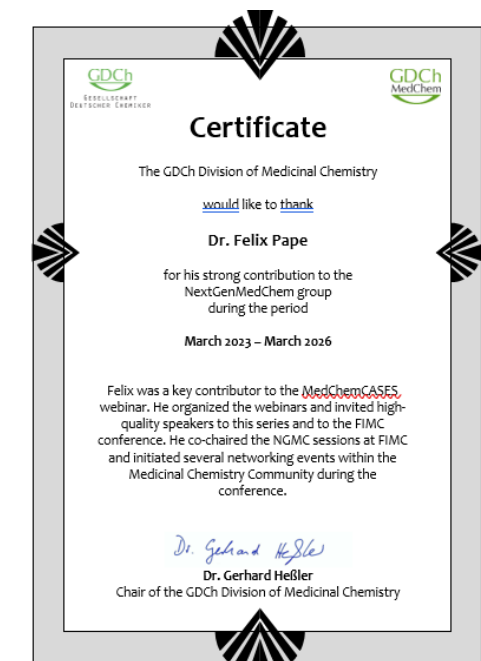 GDCh
GESELLSCHAFT
DEUTSCHER CHEMIKER
GDCh
MedChem
Certificate
The GDCh Division of Medicinal Chemistry
would like to thank
Dr. Felix Pape
for his strong contribution to the
NextGenMedChem group
during the period
March 2023 – March 2026
Felix was a key contributor to the MedChemCASES
webinar. He organized the webinars and invited high-
quality speakers to this series and to the FIMC
conference. He co-chaired the NGMC sessions at FIMC
and initiated several networking events within the
Medicinal Chemistry Community during the
conference.
Dr. Gerhard Heßler
Dr. Gerhard Heßler
Chair of the GDCh Division of Medicinal Chemistry